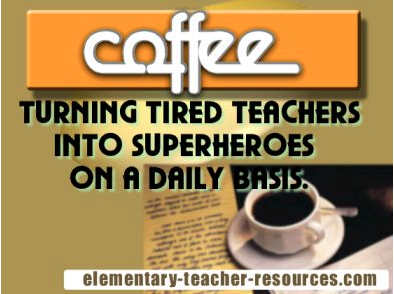 coffee
TURNING TIRED TEACHERS
INTO SUPERHEROES
ON A DAILY BASIS.
elementary-teacher-resources.com